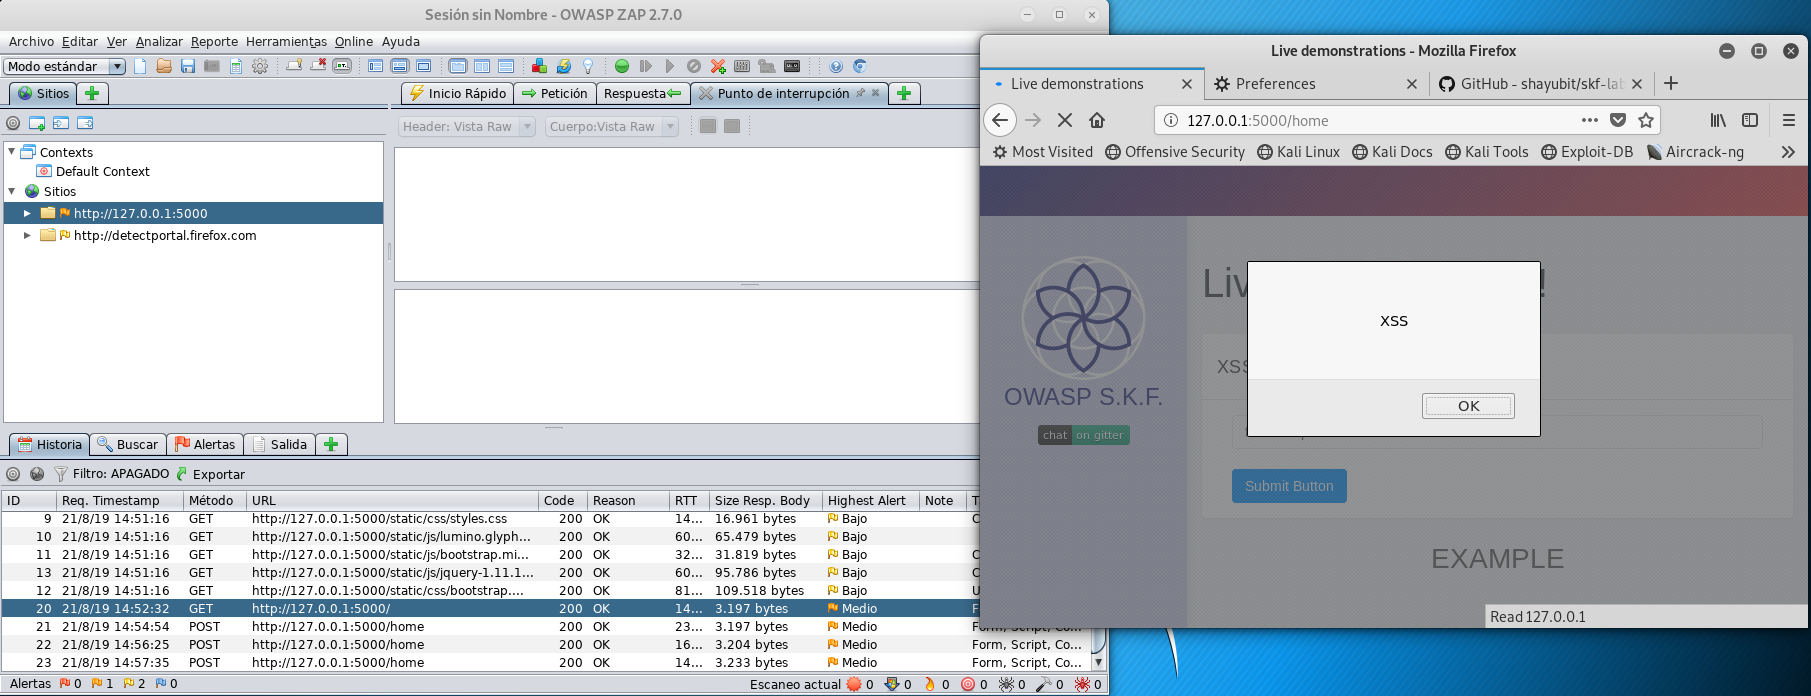 Sesión sin Nombre - OWASP ZAP 2.7.0
Archivo Editar Ver Analizar Reporte Herramientas Online Ayuda
Modo estándar
Sitios
Inicio Rápido Petición Respuesta Punto de interrupción
Header: Vista Raw Cuerpo:Vista Raw
Contexts
Default Context
Sitios
http://127.0.0.1:5000
http://detectportal.firefox.com
Historia Buscar Alertas Salida
Filtro: APAGADO Exportar
ID Req. Timestamp Método URL Code Reason RTT Size Resp. Body Highest Alert Note T
9 21/8/19 14:51:16 GET http://127.0.0.1:5000/static/css/styles.css 200 OK 14... 16.961 bytes Bajo C
10 21/8/19 14:51:16 GET http://127.0.0.1:5000/static/js/lumino.glyph... 200 OK 60... 65.479 bytes Bajo
11 21/8/19 14:51:16 GET http://127.0.0.1:5000/static/js/bootstrap.mi... 200 OK 32... 31.819 bytes Bajo C
13 21/8/19 14:51:16 GET http://127.0.0.1:5000/static/js/jquery-1.11.1... 200 OK 60... 95.786 bytes Bajo C
12 21/8/19 14:51:16 GET http://127.0.0.1:5000/static/css/bootstrap.... 200 OK 81... 109.518 bytes Bajo U
20 21/8/19 14:52:32 GET http://127.0.0.1:5000/ 200 OK 14... 3.197 bytes Medio F
21 21/8/19 14:54:54 POST http://127.0.0.1:5000/home 200 OK 23... 3.197 bytes Medio Form, Script, Co...
22 21/8/19 14:56:25 POST http://127.0.0.1:5000/home 200 OK 16... 3.204 bytes Medio Form, Script, Co...
23 21/8/19 14:57:35 POST http://127.0.0.1:5000/home 200 OK 14... 3.233 bytes Medio Form, Script, Co...
Alertas 0 1 2 0 Escaneo actual 0 0 0 0 0 0 0
Live demonstrations - Mozilla Firefox
Live demonstrations Preferences GitHub - shayubit/skf-lab
127.0.0.1:5000/home
Most Visited Offensive Security Kali Linux Kali Docs Kali Tools Exploit-DB Aircrack-ng
OWASP S.K.F.
chat on gitter
Liv !
XSS
XSS
OK
Submit Button
EXAMPLE
Read 127.0.0.1